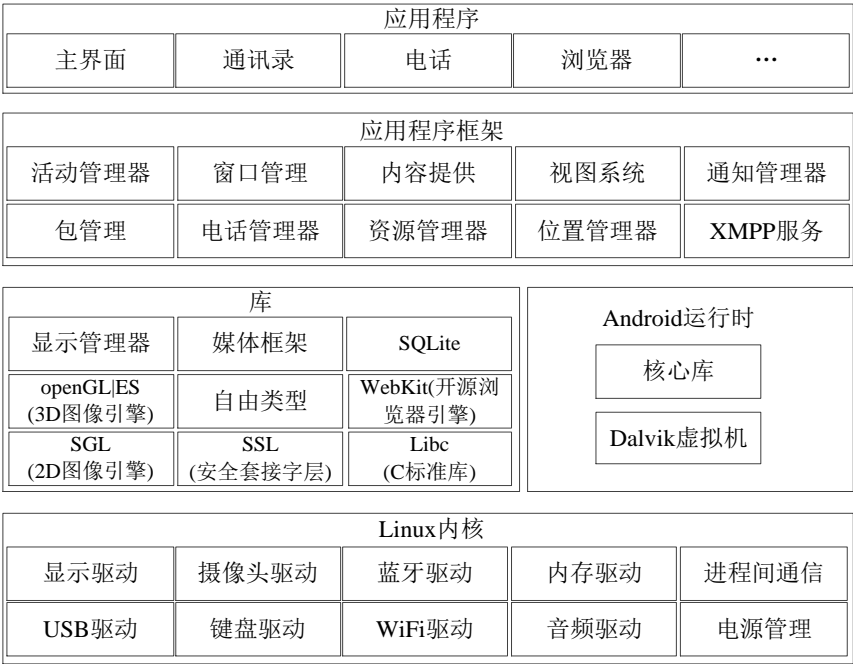 应用程序
主界面 通讯录 电话 浏览器 …
应用程序框架
活动管理器 窗口管理 内容提供 视图系统 通知管理器
包管理 电话管理器 资源管理器 位置管理器 XMPP服务
库
显示管理器 媒体框架 SQLite
openGL|ES
(3D图像引擎)
自由类型
WebKit(开源浏
览器引擎)
SGL
(2D图像引擎)
SSL
(安全套接字层)
Libc
(C标准库)
Android运行时
核心库
Dalvik虚拟机
Linux内核
显示驱动 摄像头驱动 蓝牙驱动 内存驱动 进程间通信
USB驱动 键盘驱动 WiFi驱动 音频驱动 电源管理